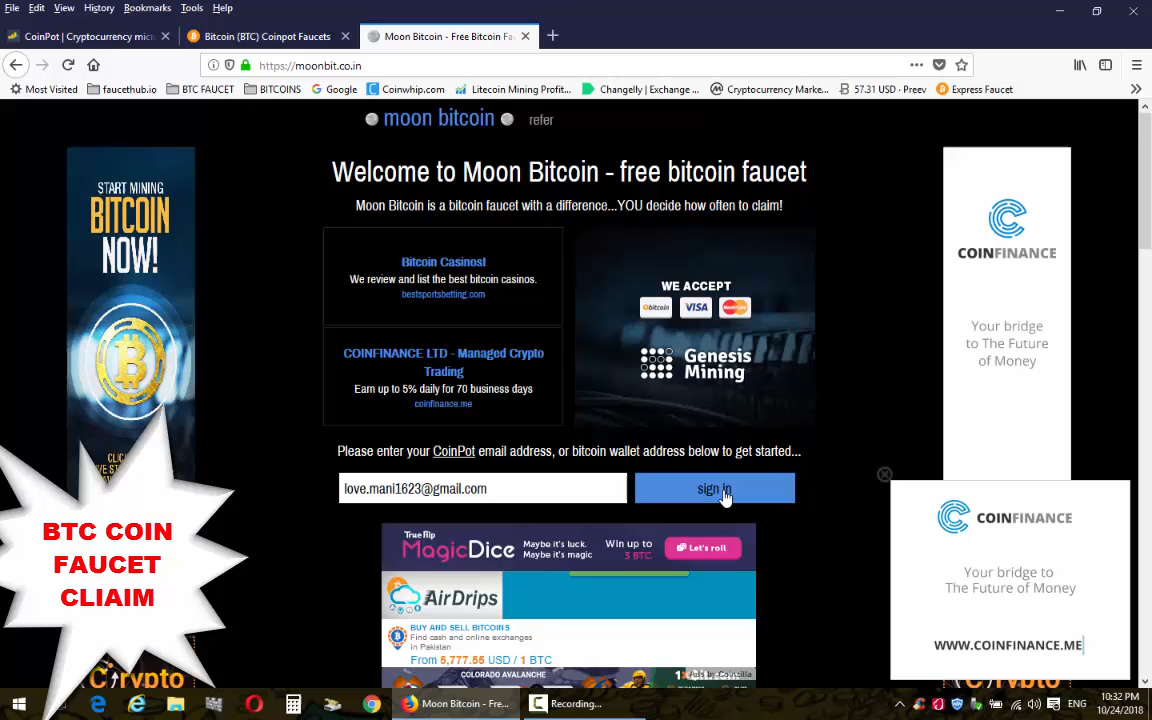 File Edit View History Bookmarks Tools Help
CoinPot | Cryptocurrency micr
Bitcoin (BTC) Coinpot Faucets
Moon Bitcoin - Free Bitcoin Fa
https://moonbit.co.in
Most Visited
faucethub.io
BTC FAUCET
BITCOINS
Google
Coinwhip.com
Litecoin Mining Profit...
Changelly | Exchange ...
Cryptocurrency Marke...
57.31 USD · Preev
Express Faucet
moon bitcoin
refer
Welcome to Moon Bitcoin - free bitcoin faucet
Moon Bitcoin is a bitcoin faucet with a difference...YOU decide how often to claim!
START MINING
BITCOIN
NOW!
Bitcoin Casinos!
We review and list the best bitcoin casinos.
bestsportsbetting.com
COINFINANCE LTD - Managed Crypto
Trading
Earn up to 5% daily for 70 business days
coinfinance.me
WE ACCEPT
bitcoin VISA MasterCard
Genesis
Mining
COINFINANCE
Your bridge
to The Future
of Money
Please enter your CoinPot email address, or bitcoin wallet address below to get started...
love.mani1623@gmail.com
sign in
True flip
MagicDice
Maybe it's luck.
Maybe it's magic
Win up to
3 BTC
Let's roll
AirDrips
BUY AND SELL BITCOINS
Find cash and online exchanges
in Pakistan
From 5,777.55 USD / 1 BTC
COLORADO AVALANCHE
Ads by Coinzilla
BTC COIN
FAUCET
CLIAIM
COINFINANCE
Your bridge to
The Future of Money
WWW.COINFINANCE.ME
Moon Bitcoin - Fre...
Recording...
ENG
10:32 PM
10/24/2018